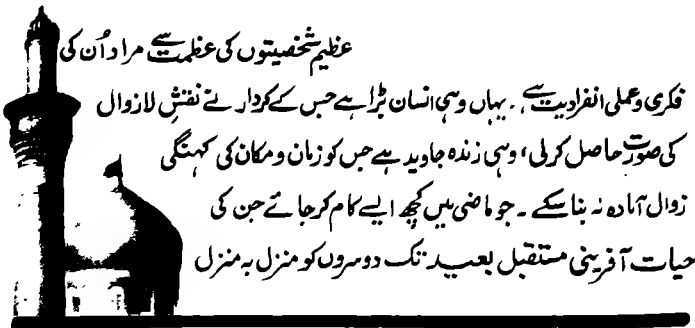 عظیم شخصیتوں کی عظمت سے مراد اُن کی
فکری و عملی انفرادیت ہے۔ یہاں وہی انسان بڑا ہے جس کے کردار نے نقشِ لازوال
کی صورت حاصل کرلی، وہی زندہ جاوید ہے جس کو زمان و مکان کی کہنگی
زوال آمادہ نہ بنا سکے۔ جو ماضی میں کچھ ایسے کام کر جائے جن کی
حیات آفرینی مستقبل بعید تک دوسروں کو منزل بہ منزل